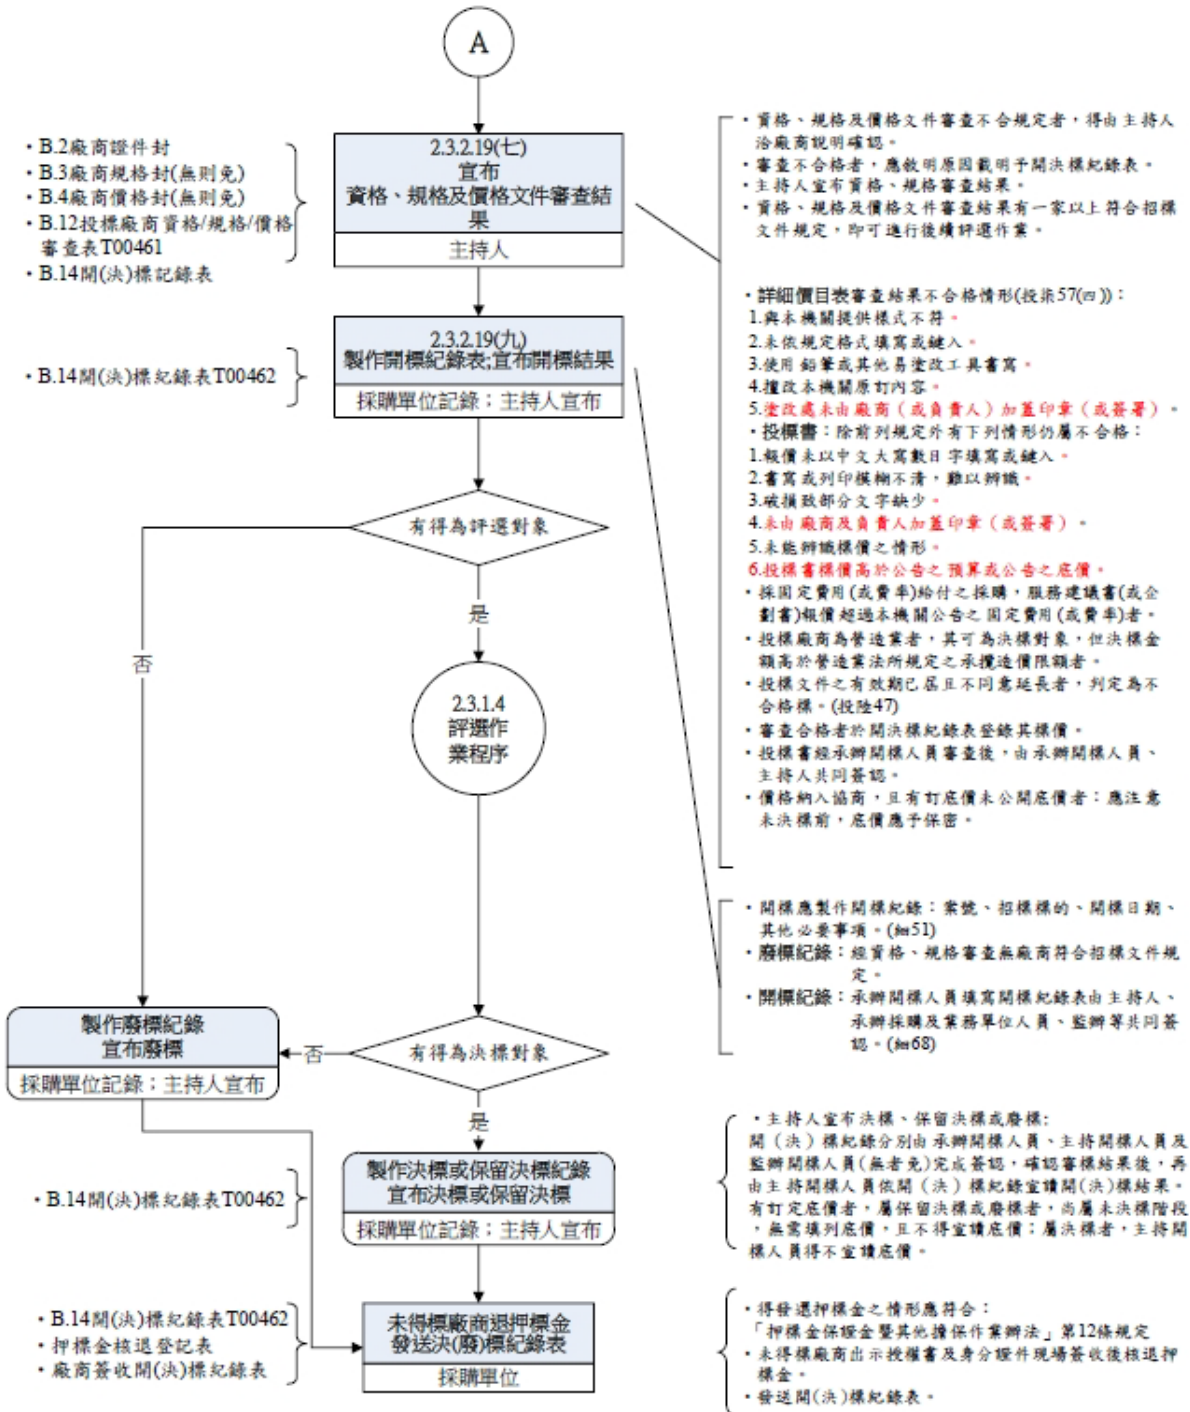 A
・B.2廠商證件封
・B.3廠商規格封(無則免)
・B.4廠商價格封(無則免)
・B.12投標廠商資格/規格/價格
審查表T00461
・B.14開(決)標記錄表
2.3.2.19(七)
宣布
資格、規格及價格文件審查結
果
主持人
・資格、規格及價格文件審查不合規定者，得由主持人
洽廠商說明確認。
・審查不合格者，應敘明原因載明予開決標紀錄表。
・主持人宣布資格、規格審查結果。
・資格、規格及價格文件審查結果有一家以上符合招標
文件規定，即可進行後續評選作業。
・詳細價目表審查結果不合格情形(投柒57(四))：
1.與本機關提供樣式不符。
2.未依規定格式填寫或鍵入。
3.使用鉛筆或其他易塗改工具書寫。
4.擅改本機關原訂內容。
5.塗改處未由廠商（或負責人）加蓋印章（或簽署）。
・投標書：除前列規定外有下列情形仍屬不合格：
1.報價未以中文大寫數目字填寫或鍵入。
2.書寫或列印模糊不清，難以辨識。
3.破損致部分文字缺少。
4.未由廠商及負責人加蓋印章（或簽署）。
5.未能辨識標價之情形。
6.投標書標價高於公告之預算或公告之底價。
・採固定費用(或費率)給付之採購，服務建議書(或企
劃書)報價超過本機關公告之固定費用(或費率)者。
・投標廠商為營造業者，其可為決標對象，但決標金
額高於營造業法所規定之承攬造價限額者。
・投標文件之有效期已屆且不同意延長者，判定為不
合格標。(投陸47)
・審查合格者於開決標紀錄表登錄其標價。
・投標書經承辦開標人員審查後，由承辦開標人員、
主持人共同簽認。
・價格納入協商，且有訂底價未公開底價者：應注意
未決標前，底價應予保密。
・B.14開(決)標紀錄表T00462
2.3.2.19(九)
製作開標紀錄表;宣布開標結果
採購單位記錄；主持人宣布
有得為評選對象
是
否
2.3.1.4
評選作
業程序
・開標應製作開標紀錄：案號、招標標的、開標日期、
其他必要事項。(細51)
・廢標紀錄：經資格、規格審查無廠商符合招標文件規
定。
・開標紀錄：承辦開標人員填寫開標紀錄表由主持人、
承辦採購及業務單位人員、監辦等共同簽
認。(細68)
製作廢標紀錄
宣布廢標
採購單位記錄；主持人宣布
否
有得為決標對象
是
・B.14開(決)標紀錄表T00462
製作決標或保留決標紀錄
宣布決標或保留決標
採購單位記錄；主持人宣布
・主持人宣布決標、保留決標或廢標:
開（決）標紀錄分別由承辦開標人員、主持開標人員及
監辦開標人員(無者免)完成簽認，確認審標結果後，再
由主持開標人員依開（決）標紀錄宣讀開(決)標結果。
有訂定底價者，屬保留決標或廢標者，尚屬未決標階段
，無需填列底價，且不得宣讀底價；屬決標者，主持開
標人員得不宣讀底價。
・B.14開(決)標紀錄表T00462
・押標金核退登記表
・廠商簽收開(決)標紀錄表
未得標廠商退押標金
發送決(廢)標紀錄表
採購單位
・得發還押標金之情形應符合：
「押標金保證金暨其他擔保作業辦法」第12條規定
・未得標廠商出示授權書及身分證件現場簽收後核退押
標金。
・發送開(決)標紀錄表。